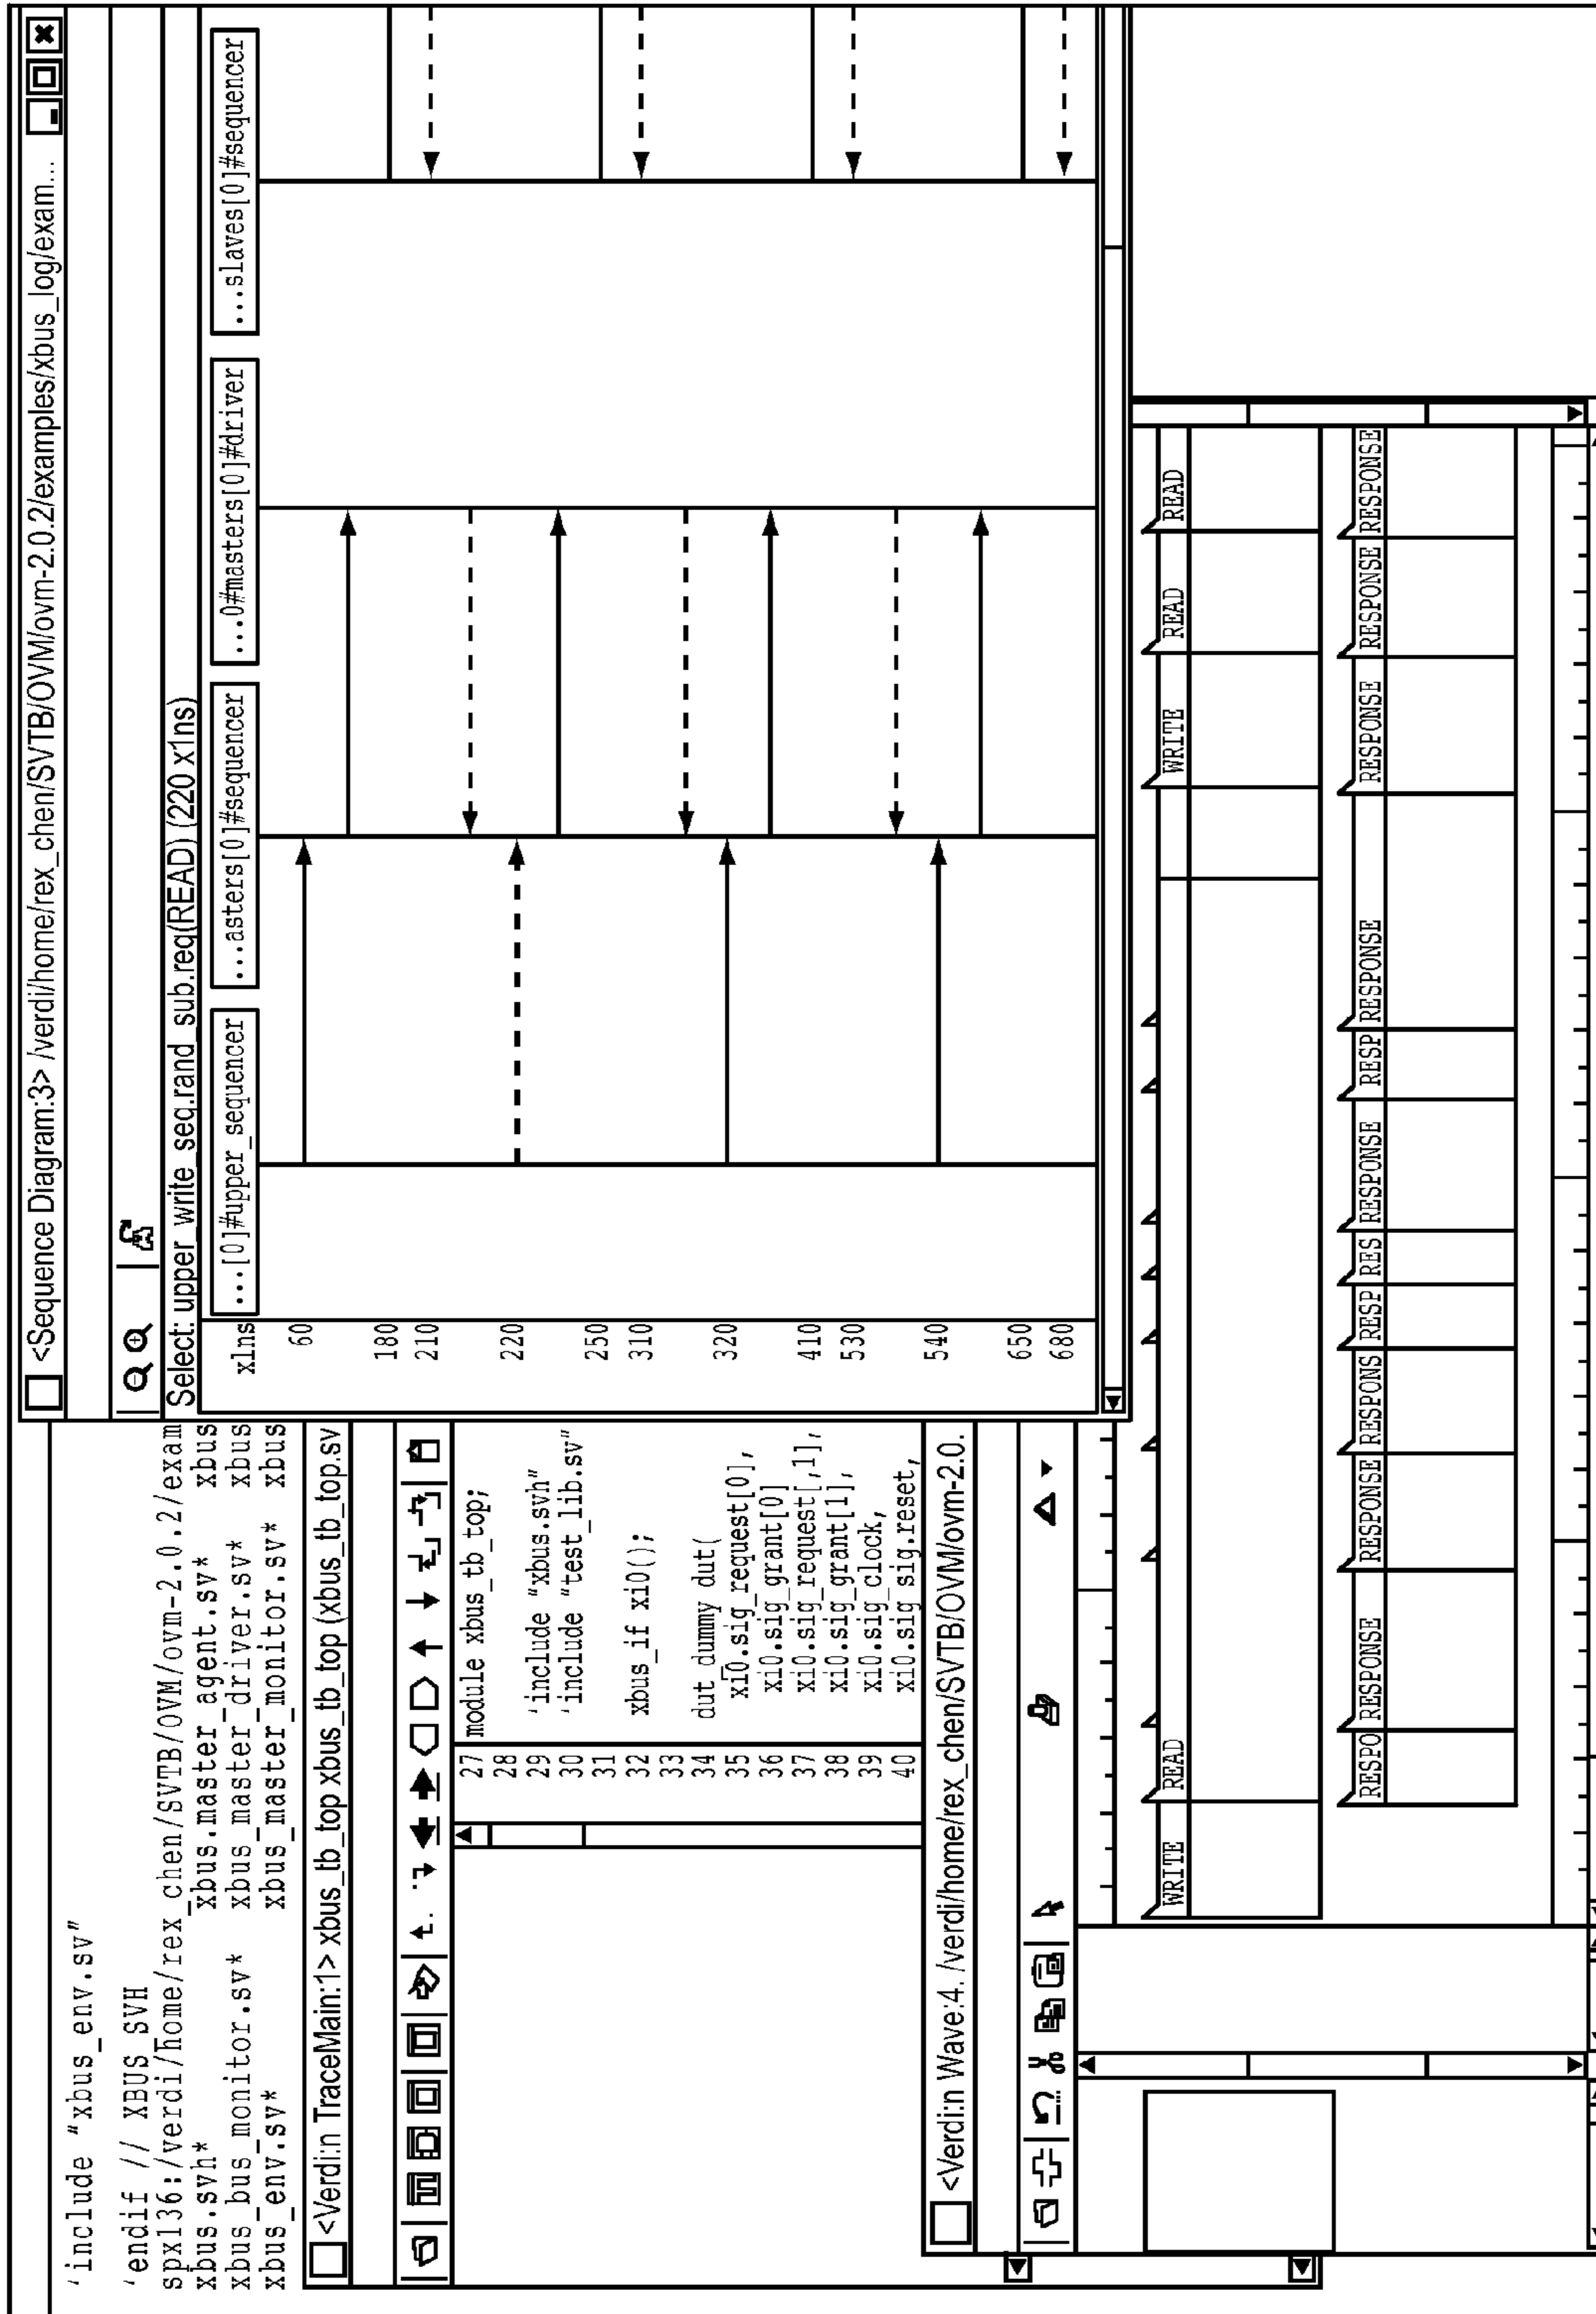 'include "xbus_env.sv"
'endif // XBUS_SVH
spx136:/verdi/home/rex_chen/SVTB/OVM/ovm-2.0.2/exam
xbus.svh* xbus.master_agent.sv* xbus
xbus_bus_monitor.sv* xbus_master_driver.sv* xbus
xbus_env.sv* xbus_master_monitor.sv* xbus
<Verdi:n TraceMain:1> xbus_tb_top xbus_tb_top (xbus_tb_top.sv
27 module xbus_tb_top;
28
29 'include "xbus.svh"
30 'include "test_lib.sv"
31
32 xbus_if xi0();
33
34 dut_dummy dut(
35 xi0.sig_request[0],
36 xi0.sig_grant[0]
37 xi0.sig_request[,1],
38 xi0.sig_grant[1],
39 xi0.sig_clock,
40 xi0.sig_sig.reset,
<Sequence Diagram:3> /verdi/home/rex_chen/SVTB/OVM/ovm-2.0.2/examples/xbus_log/exam...
Select: upper_write_seq.rand_sub.req(READ) (220 x1ns)
x1ns ...[0]#upper_sequencer ...asters[0]#sequencer ...0#masters[0]#driver ...slaves[0]#sequencer
60
180
210
220
250
310
320
410
530
540
650
680
<Verdi:n Wave:4. /verdi/home/rex_chen/SVTB/OVM/ovm-2.0.
WRITE READ WRITE READ READ
RESPO RESPONSE RESPONSE RESPONS RESP RES RESPONSE RESP RESPONSE RESPONSE RESPONSE RESPONSE